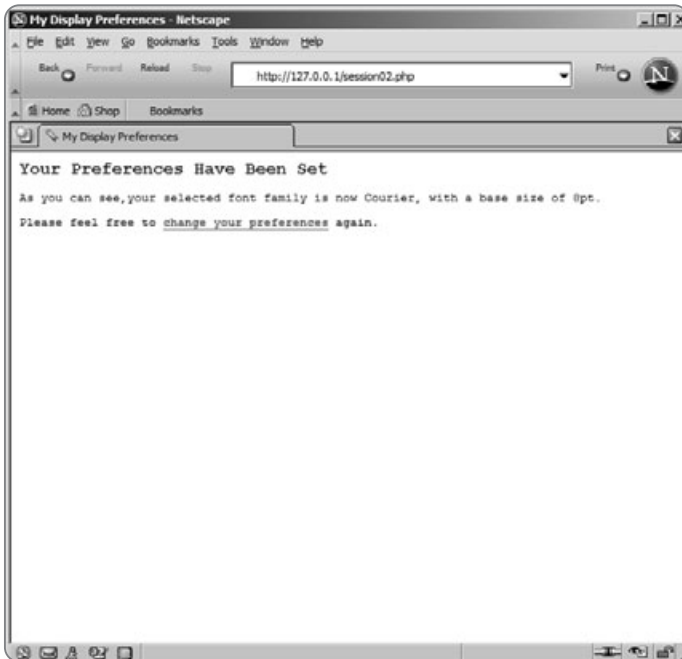 My Display Preferences - Netscape
File Edit View Go Bookmarks Tools Window Help
Back Forward Reload Stop http://127.0.0.1/session02.php Print N
Home Shop Bookmarks
My Display Preferences
Your Preferences Have Been Set
As you can see,your selected font family is now Courier, with a base size of 8pt.
Please feel free to change your preferences again.